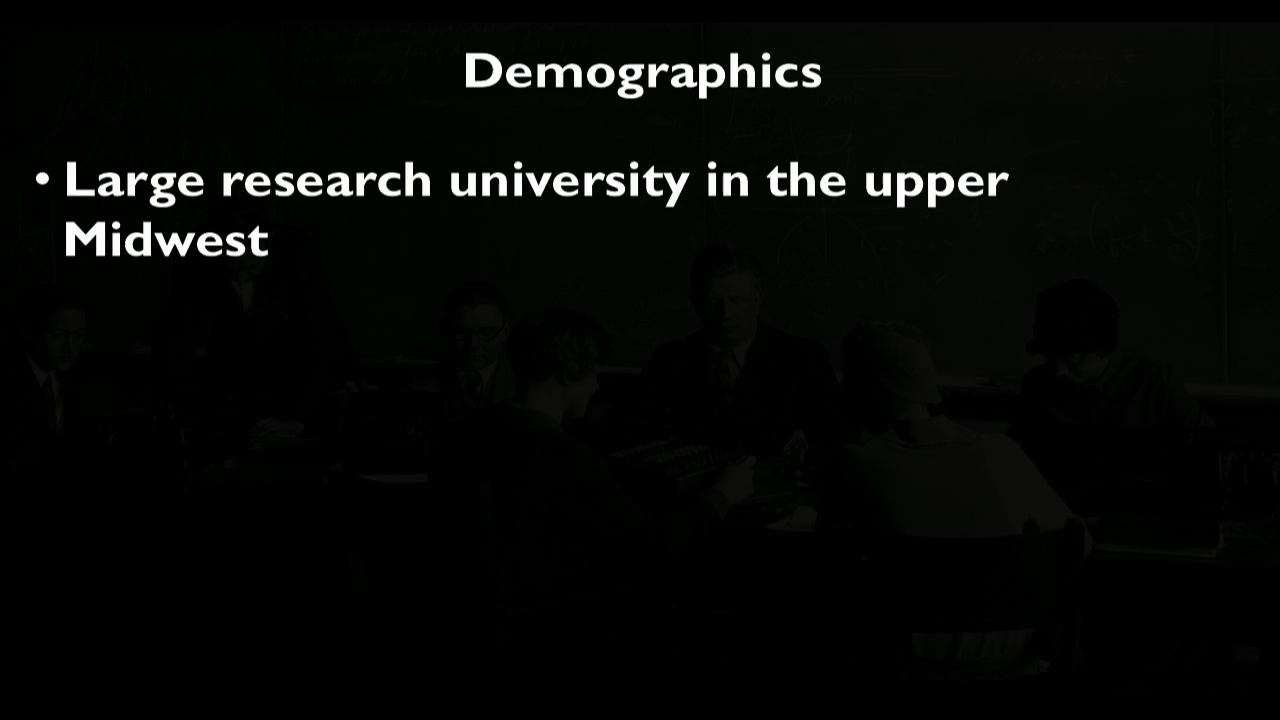 Demographics
• Large research university in the upper
Midwest